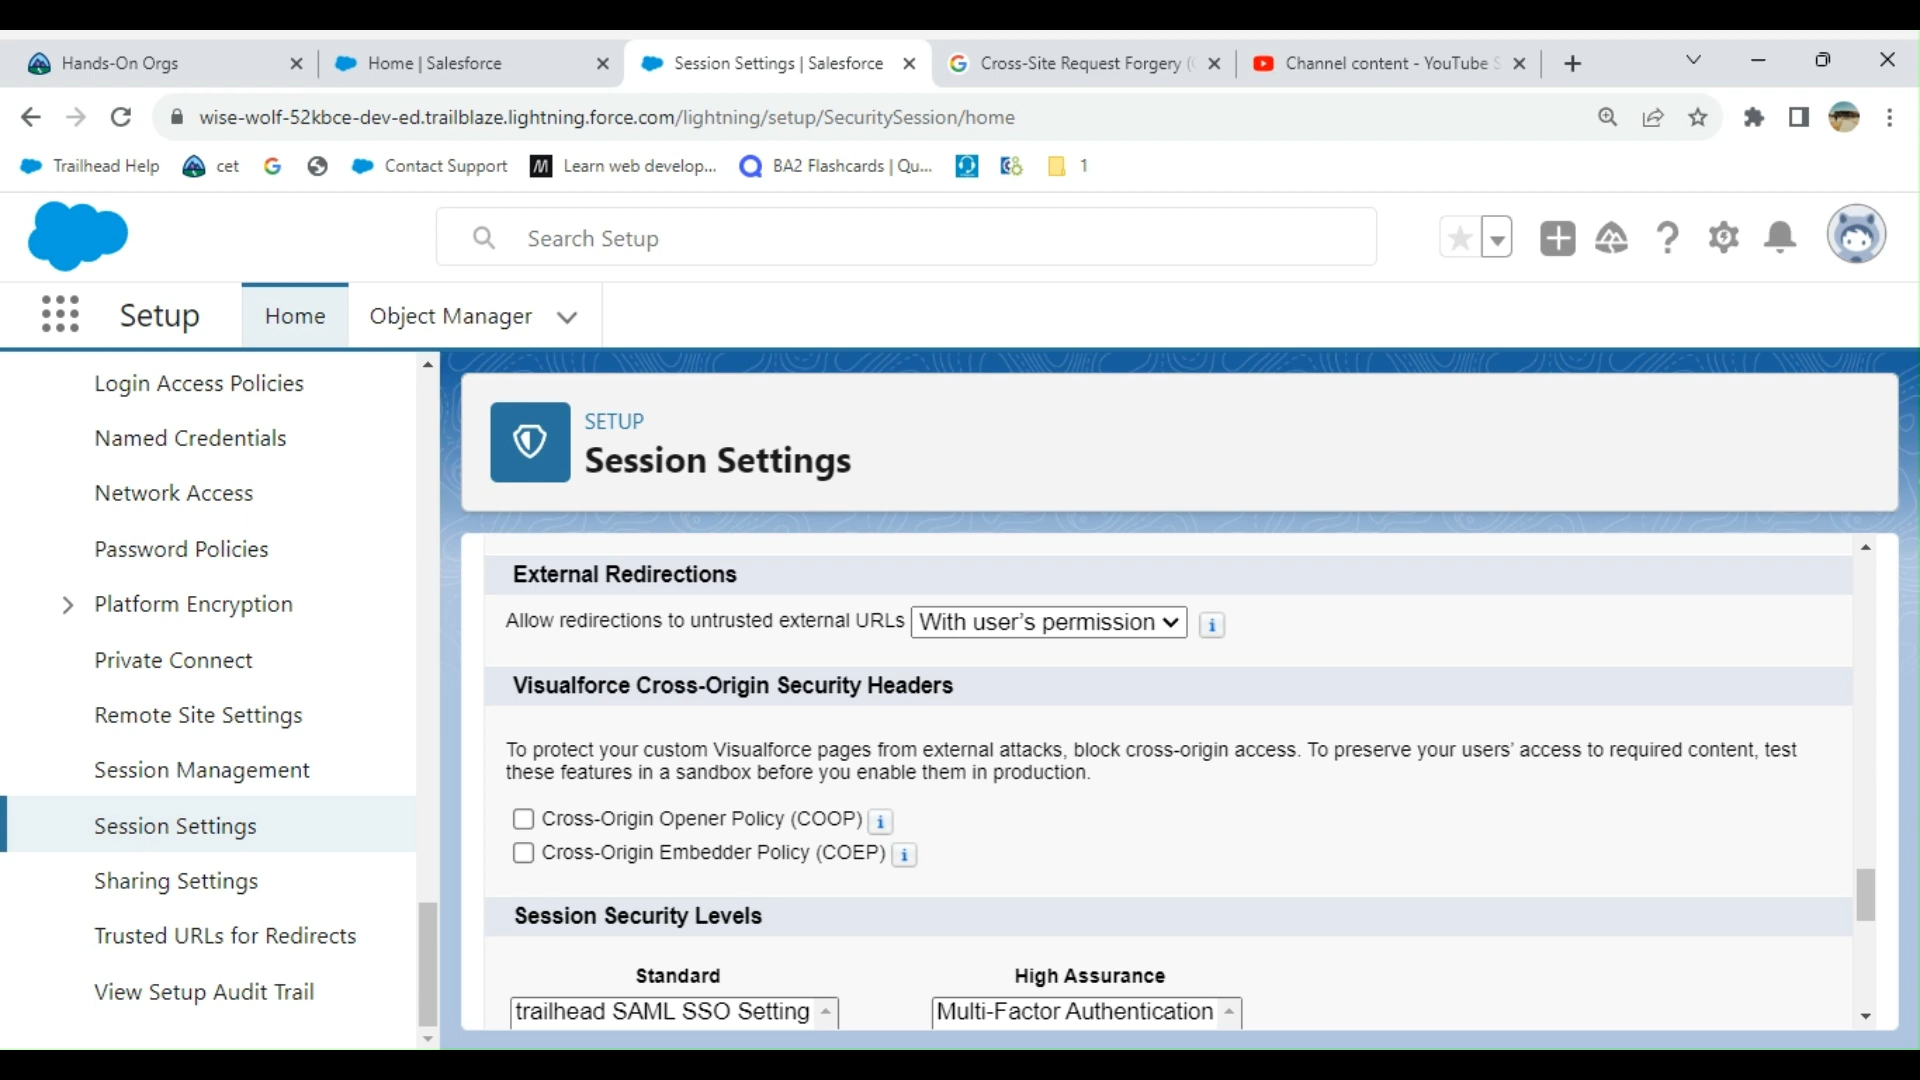 Hands-On Orgs
Home | Salesforce
Session Settings | Salesforce
Cross-Site Request Forgery (
Channel content - YouTube S
wise-wolf-52kbce-dev-ed.trailblaze.lightning.force.com/lightning/setup/SecuritySession/home
Trailhead Help
cet
Contact Support
Learn web develop...
BA2 Flashcards | Qu...
1
Search Setup
Setup
Home
Object Manager
Login Access Policies
Named Credentials
Network Access
Password Policies
Platform Encryption
Private Connect
Remote Site Settings
Session Management
Session Settings
Sharing Settings
Trusted URLs for Redirects
View Setup Audit Trail
SETUP
Session Settings
External Redirections
Allow redirections to untrusted external URLs With user's permission
Visualforce Cross-Origin Security Headers
To protect your custom Visualforce pages from external attacks, block cross-origin access. To preserve your users' access to required content, test
these features in a sandbox before you enable them in production.
Cross-Origin Opener Policy (COOP)
Cross-Origin Embedder Policy (COEP)
Session Security Levels
Standard
High Assurance
trailhead SAML SSO Setting
Multi-Factor Authentication